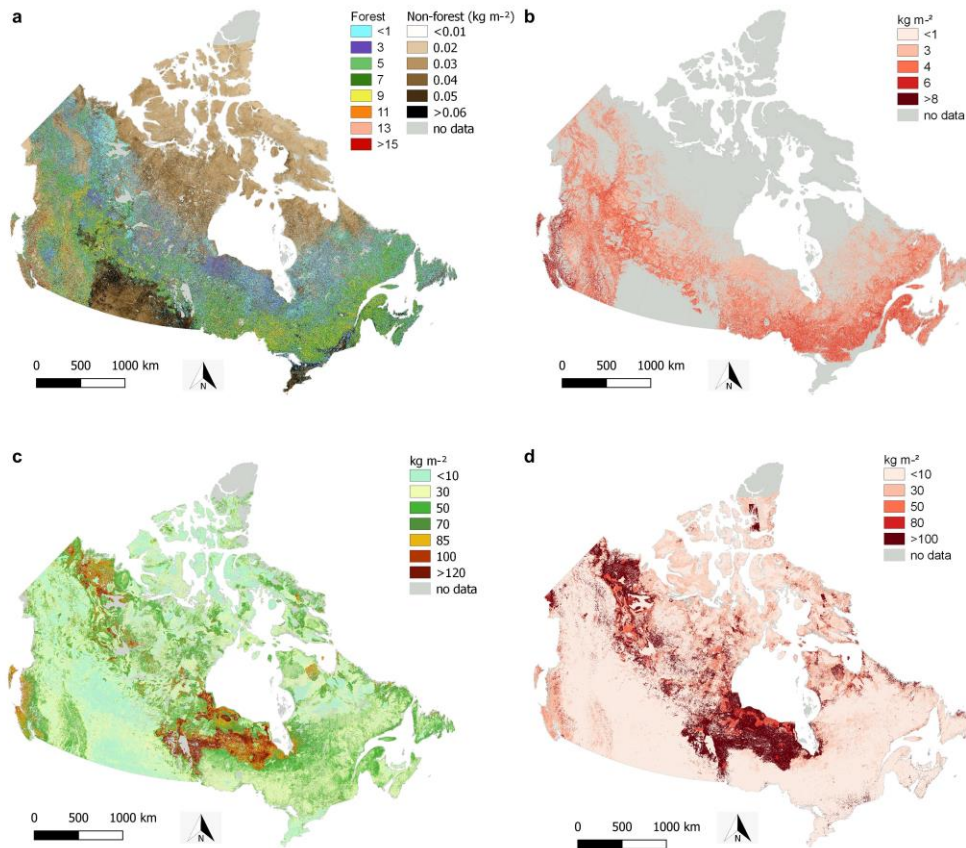 a
Forest Non-forest (kg m-2)
<1 <0.01
3 0.02
5 0.03
7 0.04
9 0.05
11 >0.06
13 no data
>15
0 500 1000 km
N
b
kg m-2
<1
3
4
6
>8
no data
0 500 1000 km
N
c
kg m-2
<10
30
50
70
85
100
>120
no data
0 500 1000 km
N
d
kg m-2
<10
30
50
80
>100
no data
0 500 1000 km
N